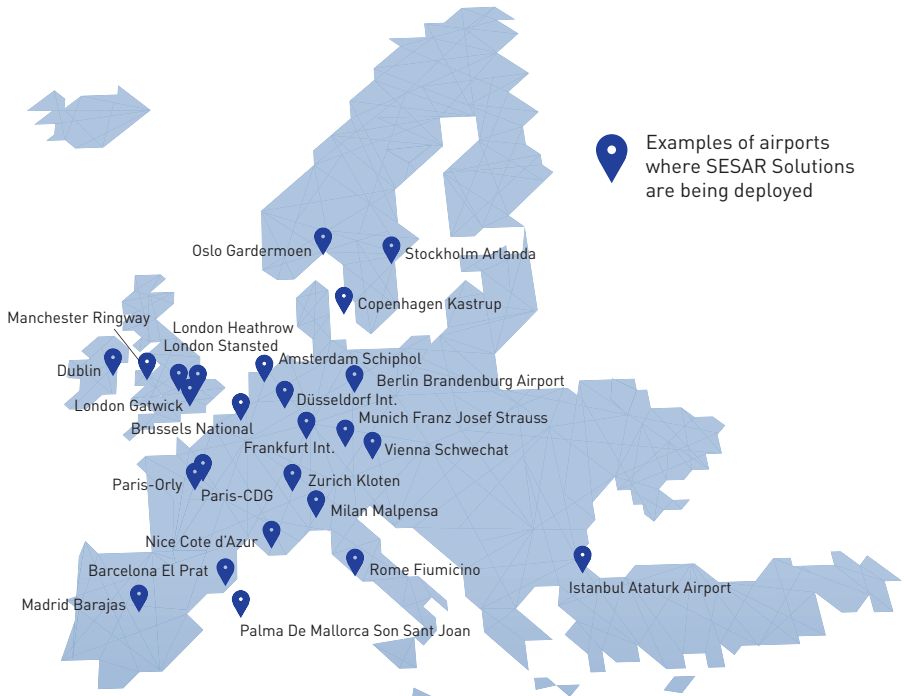 Examples of airports
where SESAR Solutions
are being deployed
Oslo Gardermoen
Stockholm Arlanda
Copenhagen Kastrup
Manchester Ringway
London Heathrow
London Stansted
Amsterdam Schiphol
Dublin
Berlin Brandenburg Airport
London Gatwick
Düsseldorf Int.
Munich Franz Josef Strauss
Brussels National
Frankfurt Int.
Vienna Schwechat
Paris-Orly
Zurich Kloten
Paris-CDG
Milan Malpensa
Nice Cote d'Azur
Barcelona El Prat
Rome Fiumicino
Istanbul Ataturk Airport
Madrid Barajas
Palma De Mallorca Son Sant Joan